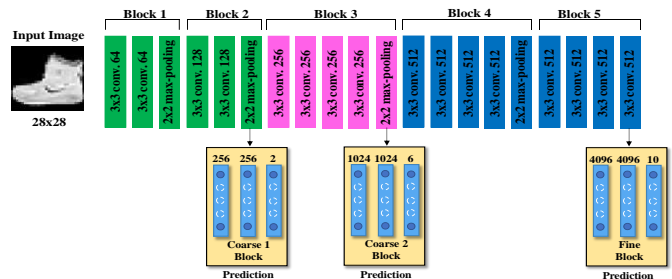 Block 1 Block 2 Block 3 Block 4 Block 5
Input Image
28x28
3x3 conv. 64
3x3 conv. 64
2x2 max-pooling
3x3 conv. 128
3x3 conv. 128
2x2 max-pooling
3x3 conv. 256
3x3 conv. 256
3x3 conv. 256
3x3 conv. 256
2x2 max-pooling
3x3 conv. 512
3x3 conv. 512
3x3 conv. 512
3x3 conv. 512
2x2 max-pooling
3x3 conv. 512
3x3 conv. 512
3x3 conv. 512
3x3 conv. 512
256 256 2
Coarse 1
Block
Prediction
1024 1024 6
Coarse 2
Block
Prediction
4096 4096 10
Fine
Block
Prediction